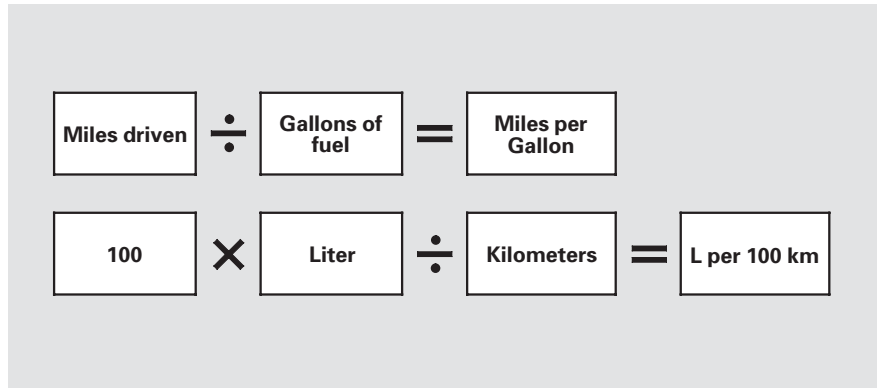 Miles driven ÷ Gallons of fuel = Miles per Gallon
100 × Liter ÷ Kilometers = L per 100 km